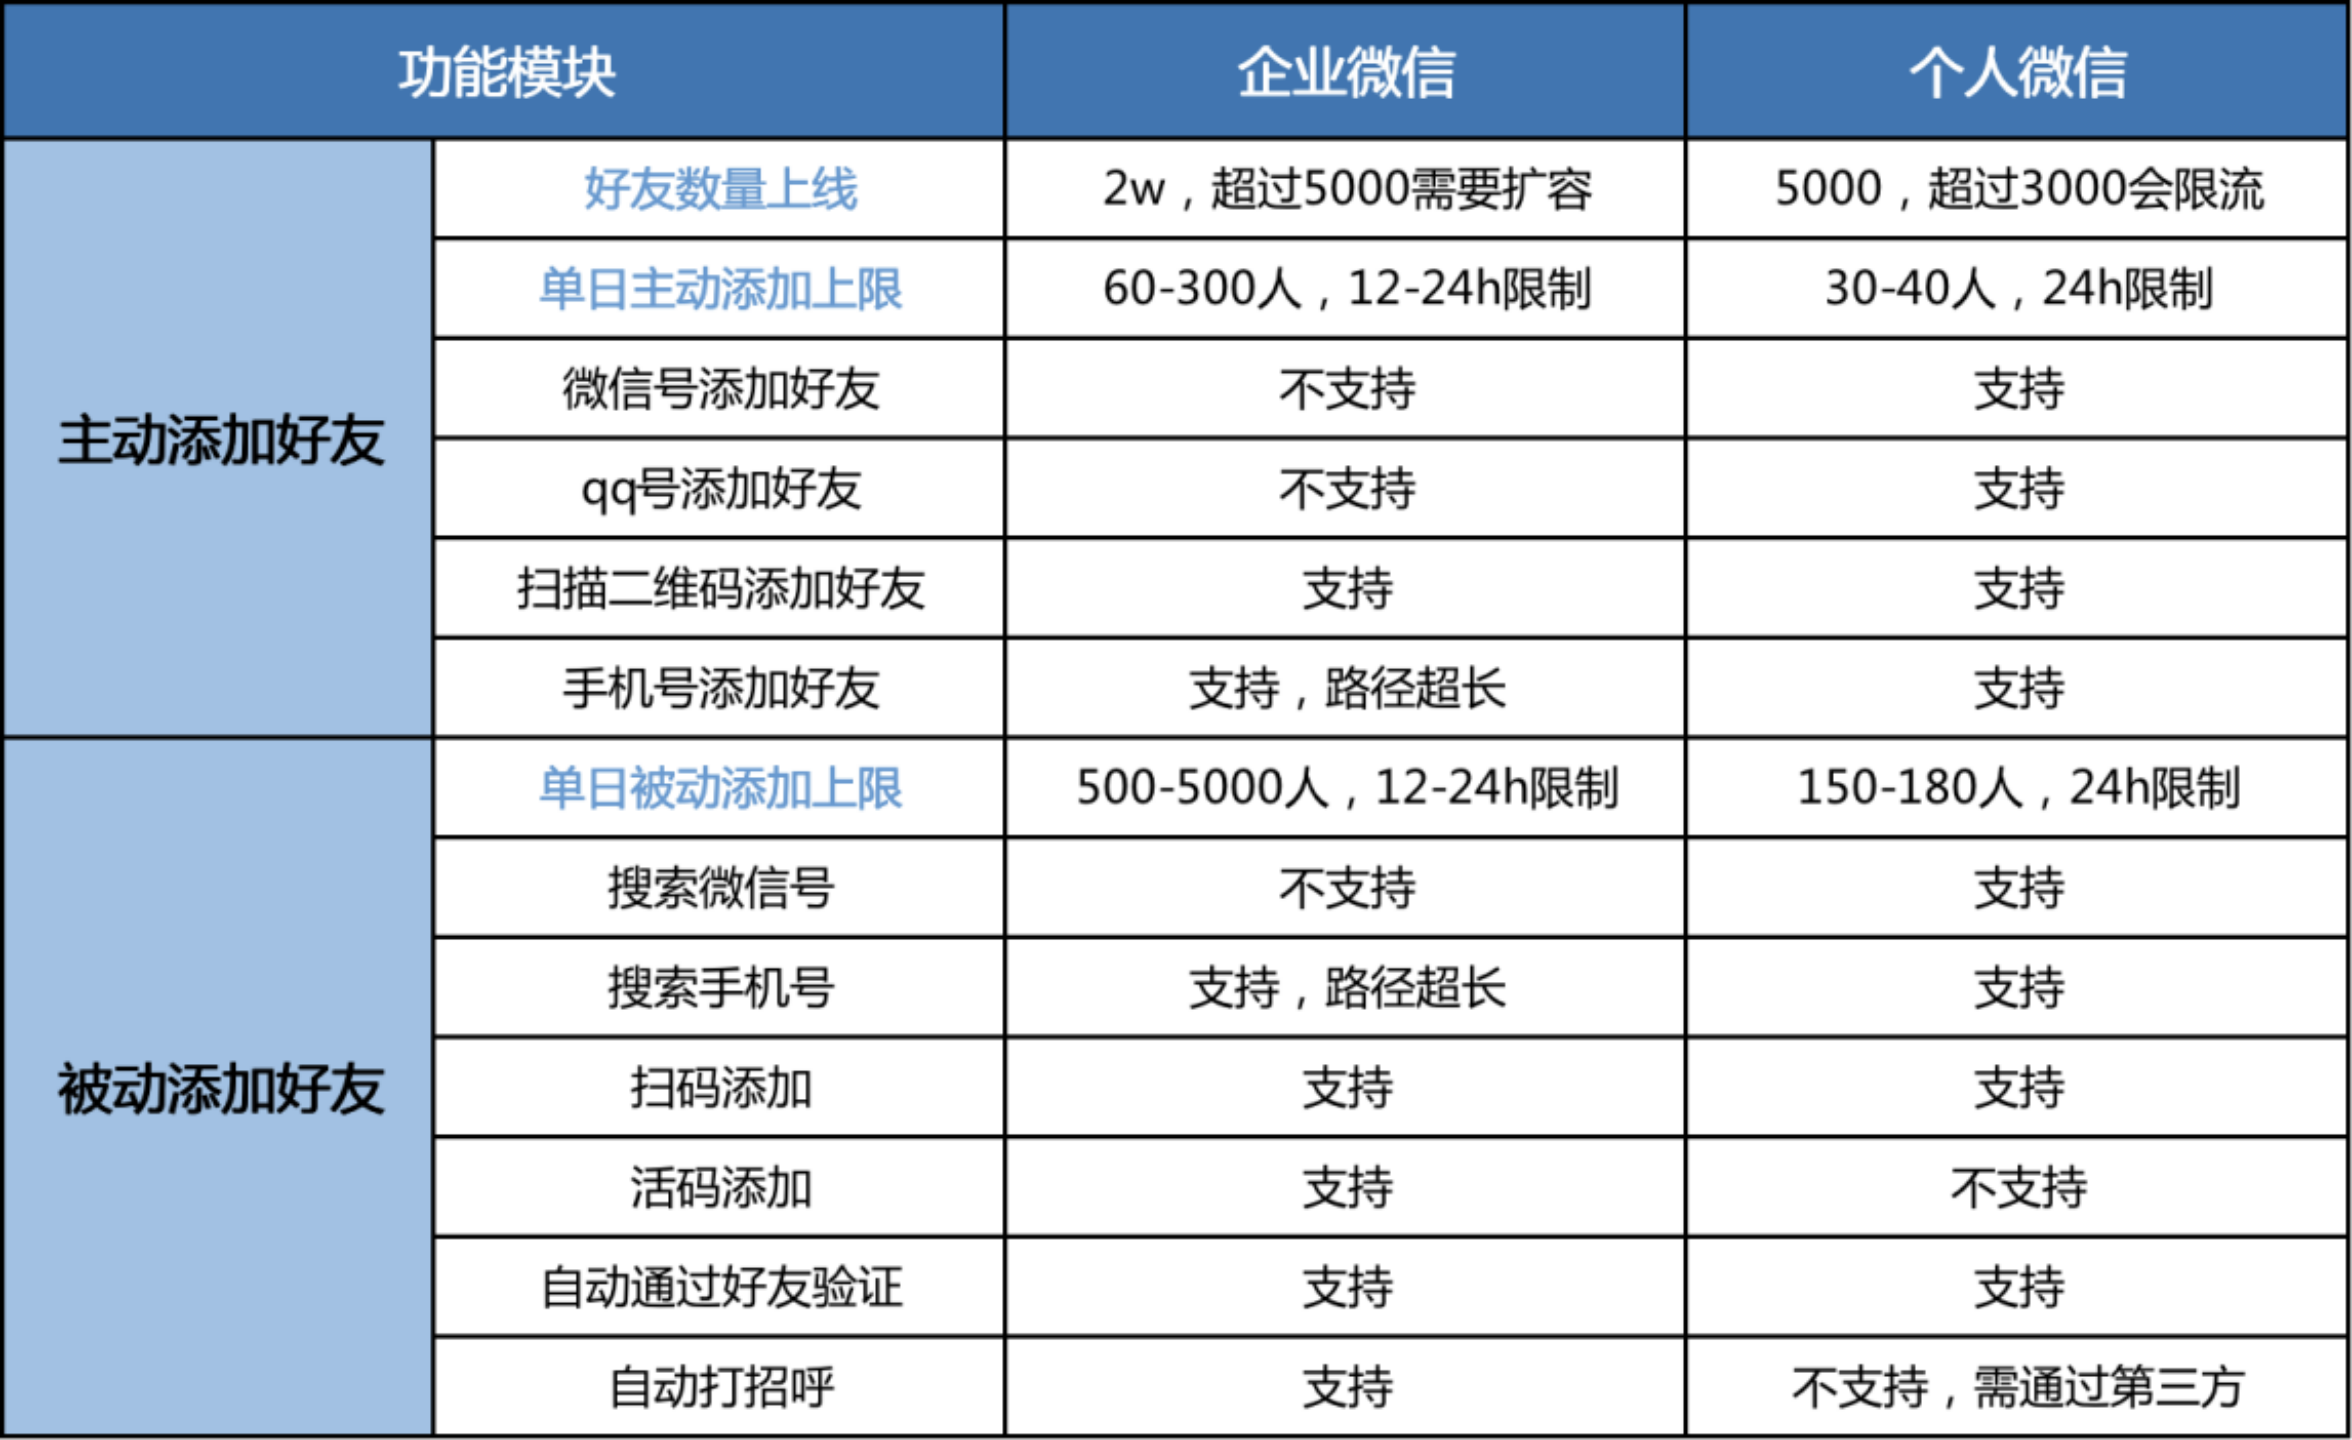 功能模块 企业微信 个人微信
主动添加好友
好友数量上线 2w，超过5000需要扩容 5000，超过3000会限流
单日主动添加上限 60-300人，12-24h限制 30-40人，24h限制
微信号添加好友 不支持 支持
qq号添加好友 不支持 支持
扫描二维码添加好友 支持 支持
手机号添加好友 支持，路径超长 支持
被动添加好友
单日被动添加上限 500-5000人，12-24h限制 150-180人，24h限制
搜索微信号 不支持 支持
搜索手机号 支持，路径超长 支持
扫码添加 支持 支持
活码添加 支持 不支持
自动通过好友验证 支持 支持
自动打招呼 支持 不支持，需通过第三方